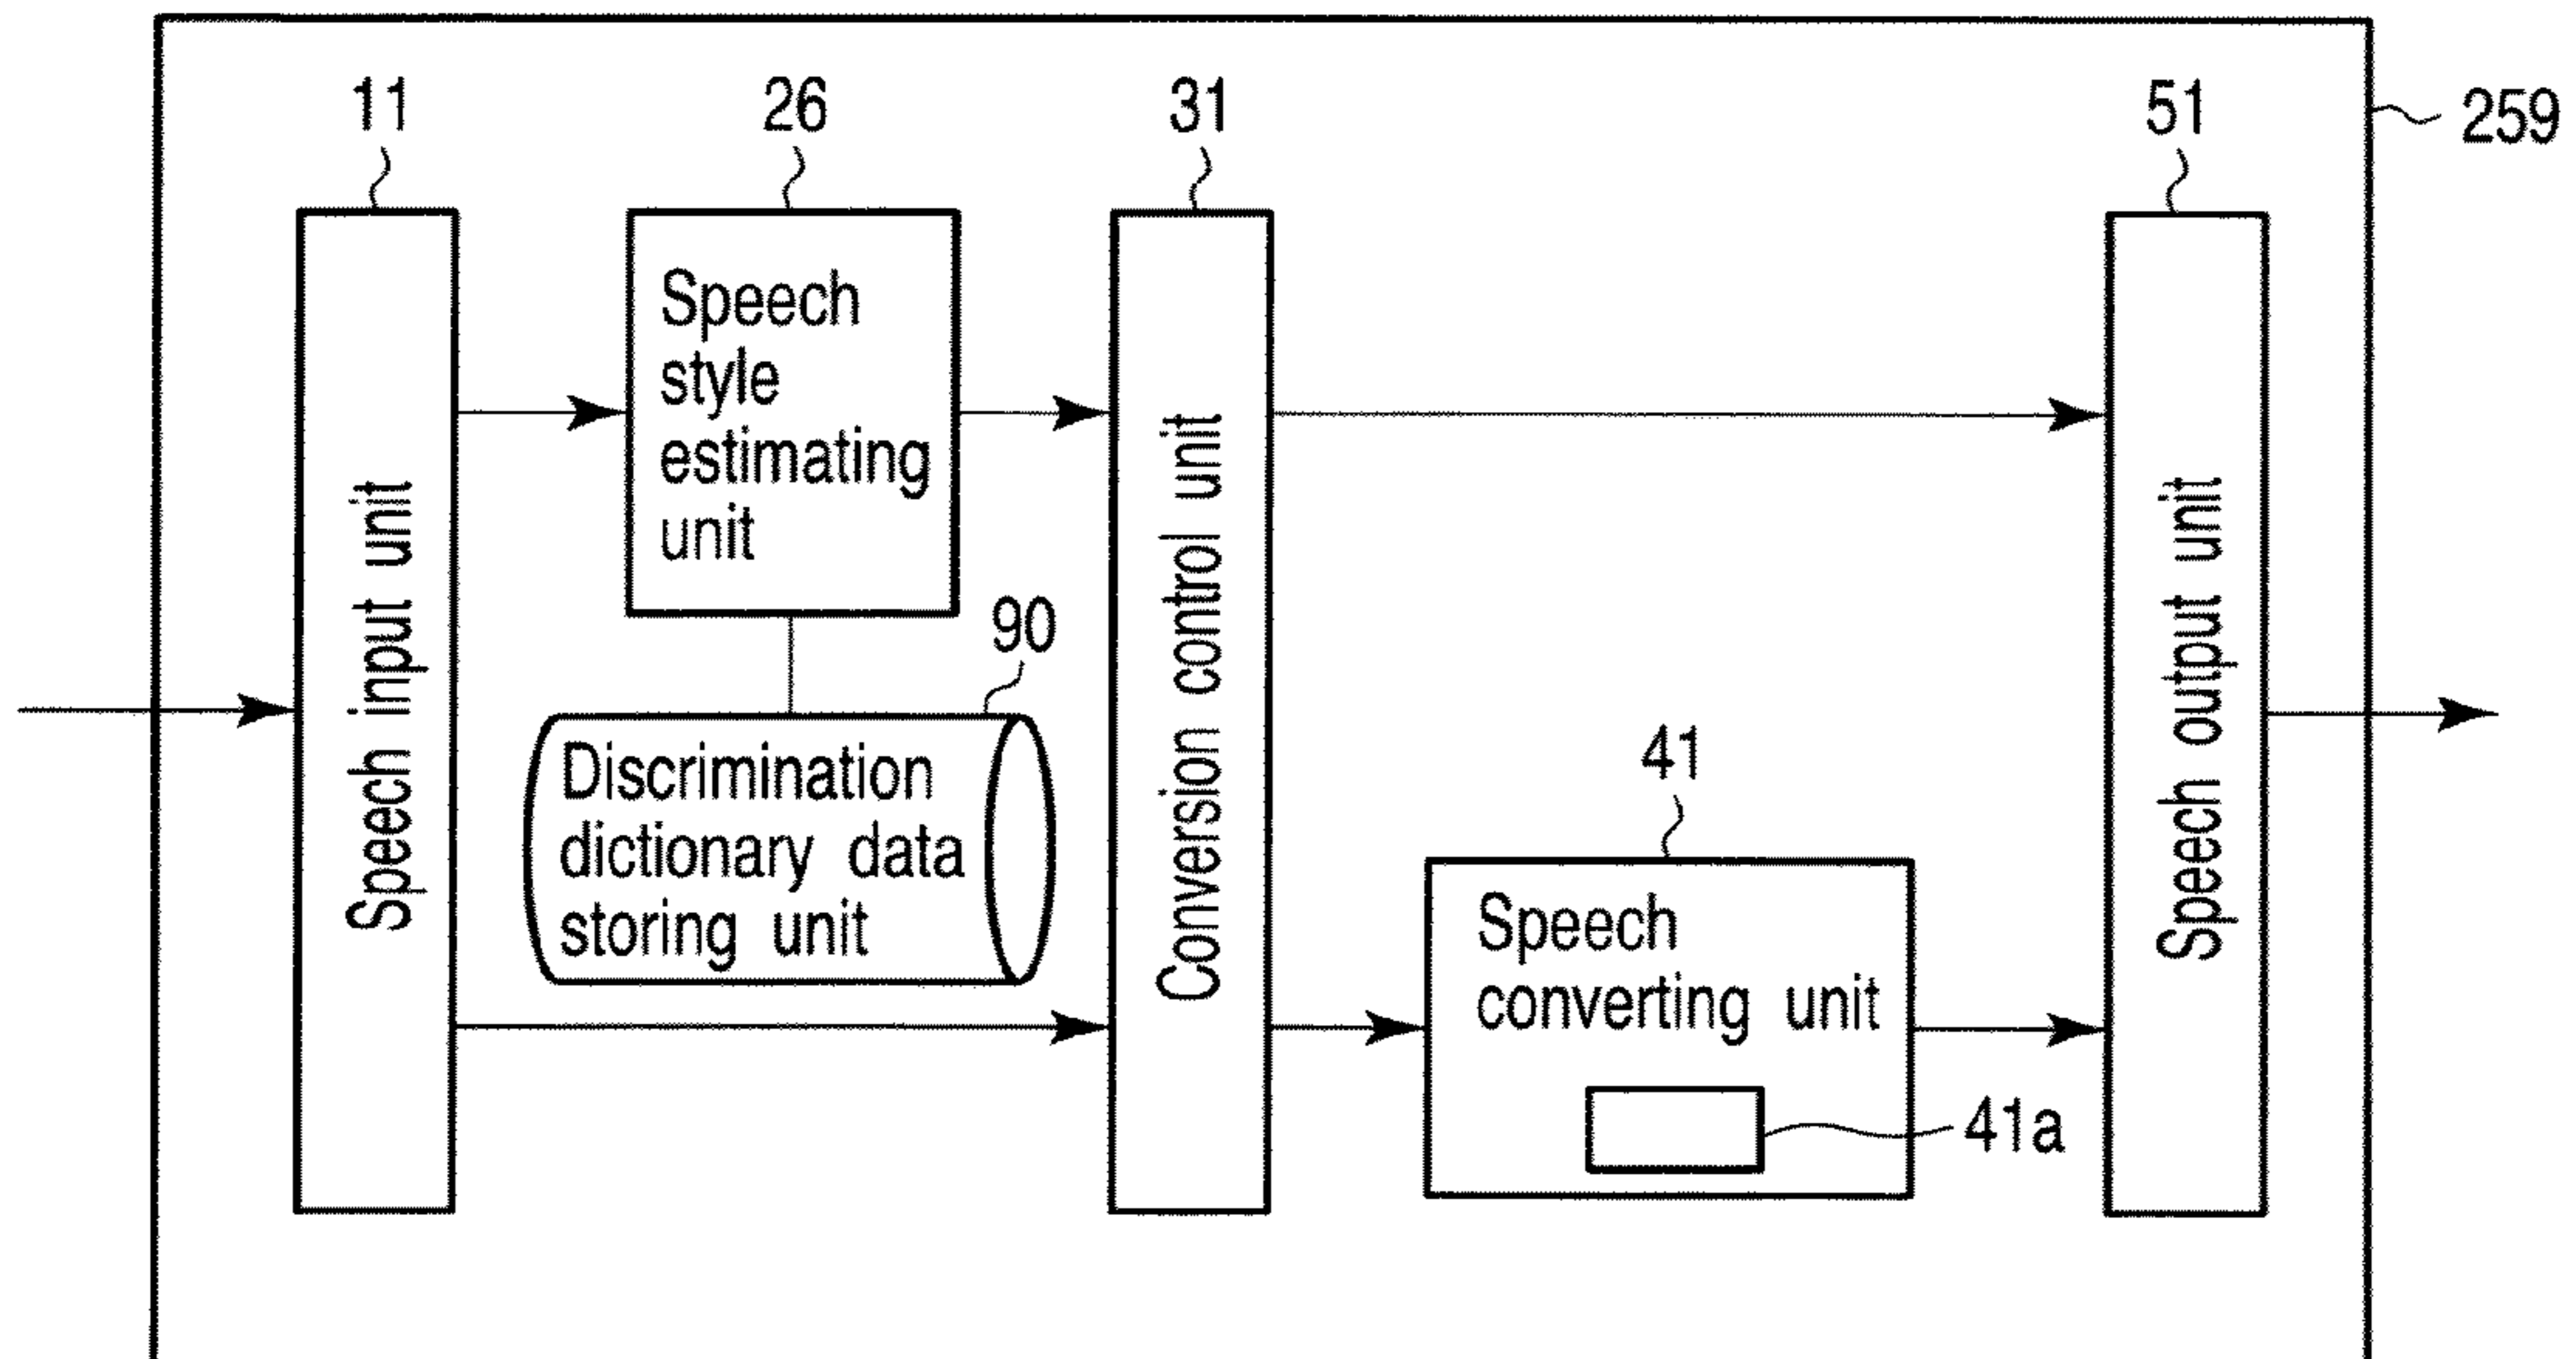 11
26
31
51
259
Speech input unit
Speech
style
estimating
unit
90
Discrimination
dictionary data
storing unit
Conversion control unit
41
Speech
converting unit
41a
Speech output unit